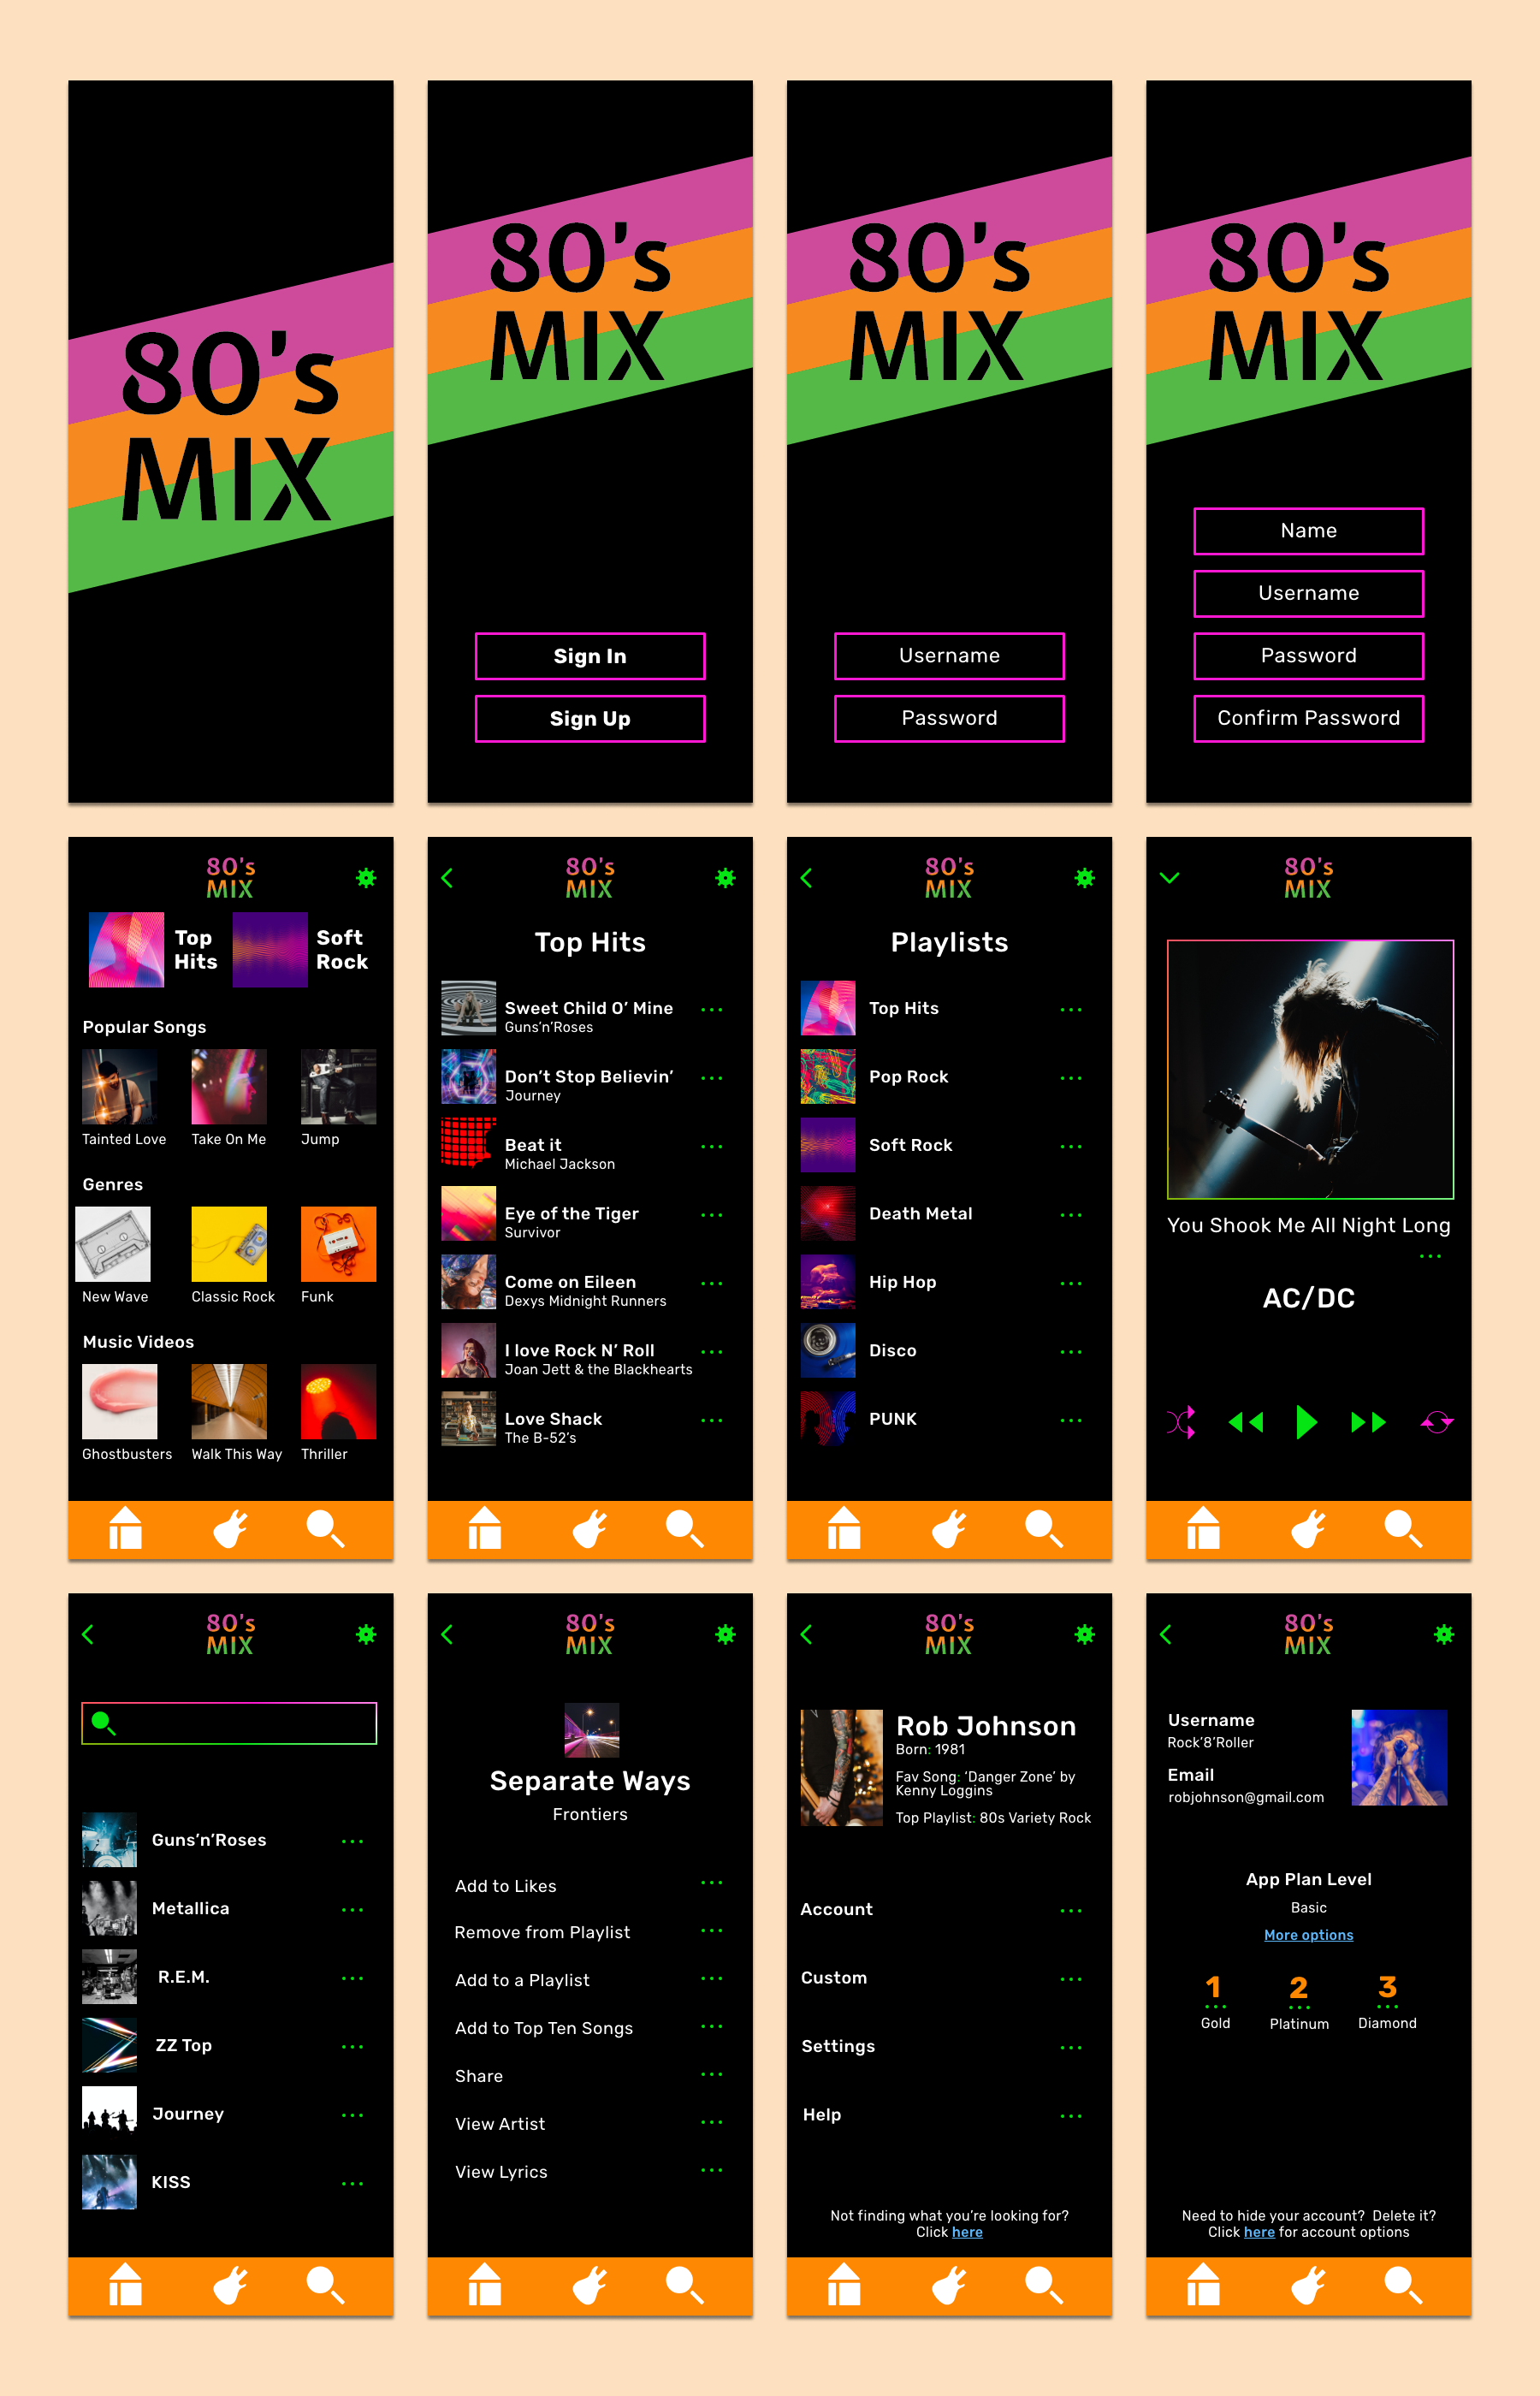 80's
MIX
80's
MIX
Sign In
Sign Up
80's
MIX
Username
Password
80's
MIX
Name
Username
Password
Confirm Password
80's
MIX
Top
Hits
Soft
Rock
Popular Songs
Tainted Love
Take On Me
Jump
Genres
New Wave
Classic Rock
Funk
Music Videos
Ghostbusters
Walk This Way
Thriller
80's
MIX
Top Hits
Sweet Child O’ Mine
Guns’n’Roses
Don’t Stop Believin’
Journey
Beat it
Michael Jackson
Eye of the Tiger
Survivor
Come on Eileen
Dexys Midnight Runners
I love Rock N’ Roll
Joan Jett & the Blackhearts
Love Shack
The B-52’s
80's
MIX
Playlists
Top Hits
Pop Rock
Soft Rock
Death Metal
Hip Hop
Disco
PUNK
80's
MIX
You Shook Me All Night Long
AC/DC
80's
MIX
Guns’n’Roses
Metallica
R.E.M.
ZZ Top
Journey
KISS
80's
MIX
Separate Ways
Frontiers
Add to Likes
Remove from Playlist
Add to a Playlist
Add to Top Ten Songs
Share
View Artist
View Lyrics
80's
MIX
Rob Johnson
Born: 1981
Fav Song: ‘Danger Zone’ by
Kenny Loggins
Top Playlist: 80s Variety Rock
Account
Custom
Settings
Help
Not finding what you’re looking for?
Click here
80's
MIX
Username
Rock’8’Roller
Email
robjohnson@gmail.com
App Plan Level
Basic
More options
1
Gold
2
Platinum
3
Diamond
Need to hide your account? Delete it?
Click here for account options